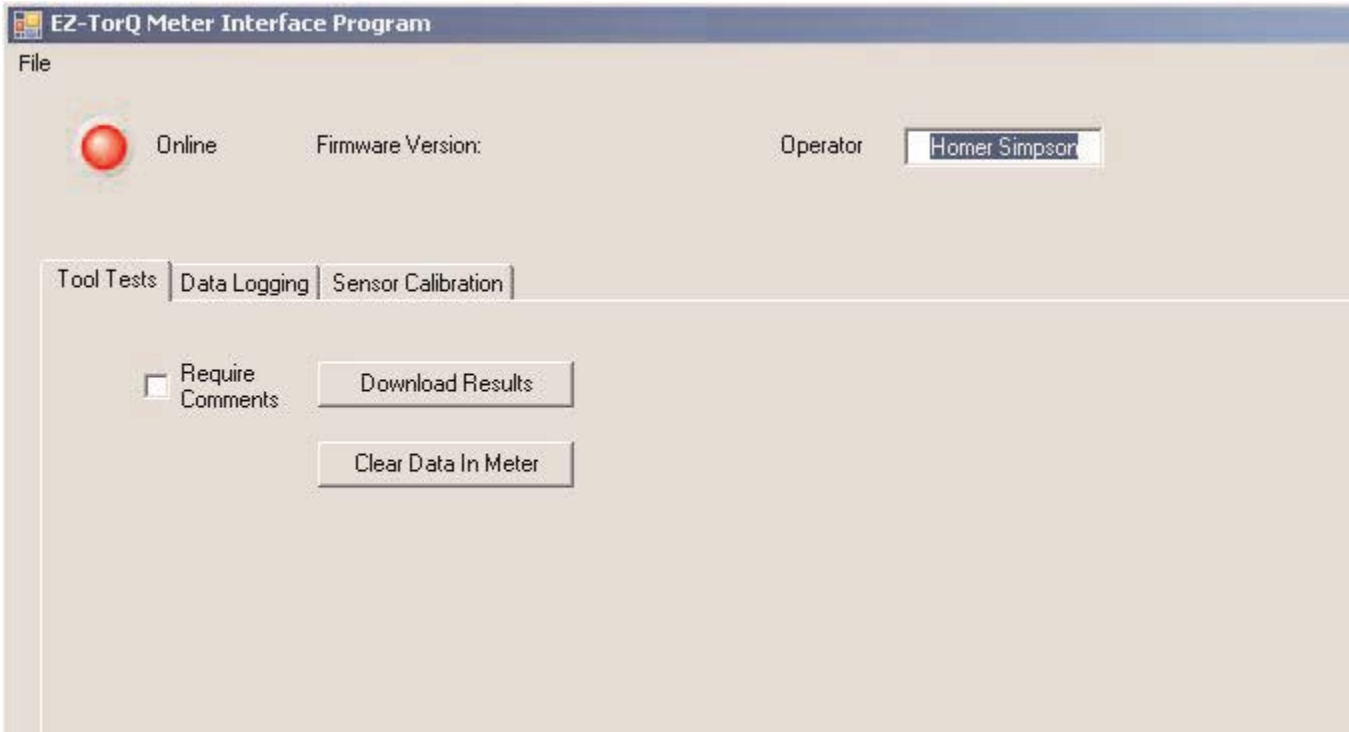 EZ-TorQ Meter Interface Program
File
Online Firmware Version: Operator Homer Simpson
Tool Tests Data Logging Sensor Calibration
Require Comments Download Results
Clear Data In Meter